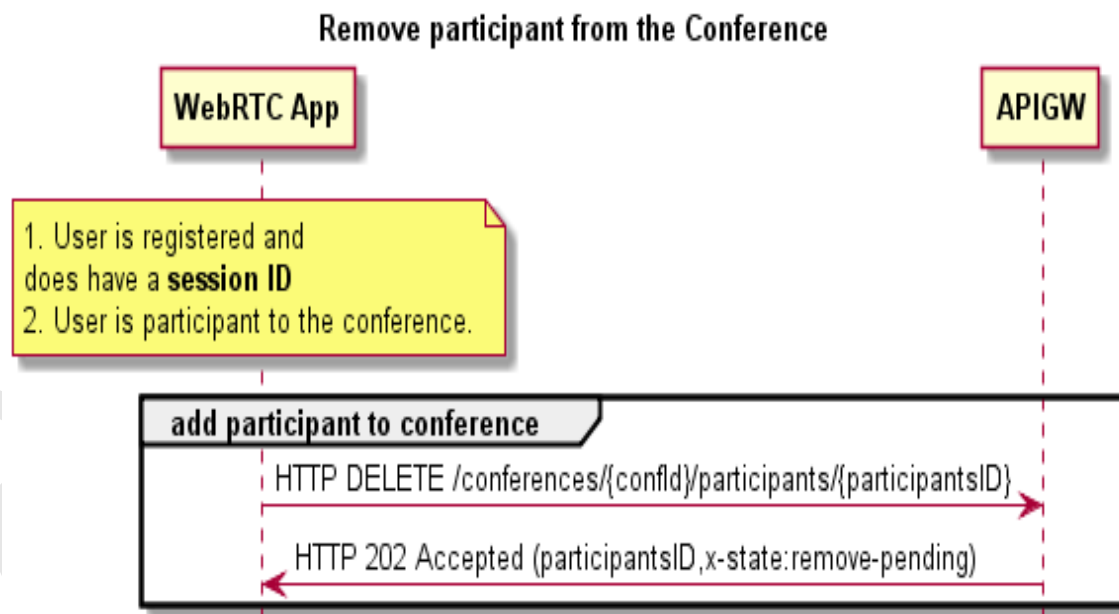 Remove participant from the Conference
WebRTC App
APIGW
1. User is registered and
does have a session ID
2. User is participant to the conference.
add participant to conference
HTTP DELETE /conferences/{confId}/participants/{participantsID}
HTTP 202 Accepted (participantsID,x-state:remove-pending)